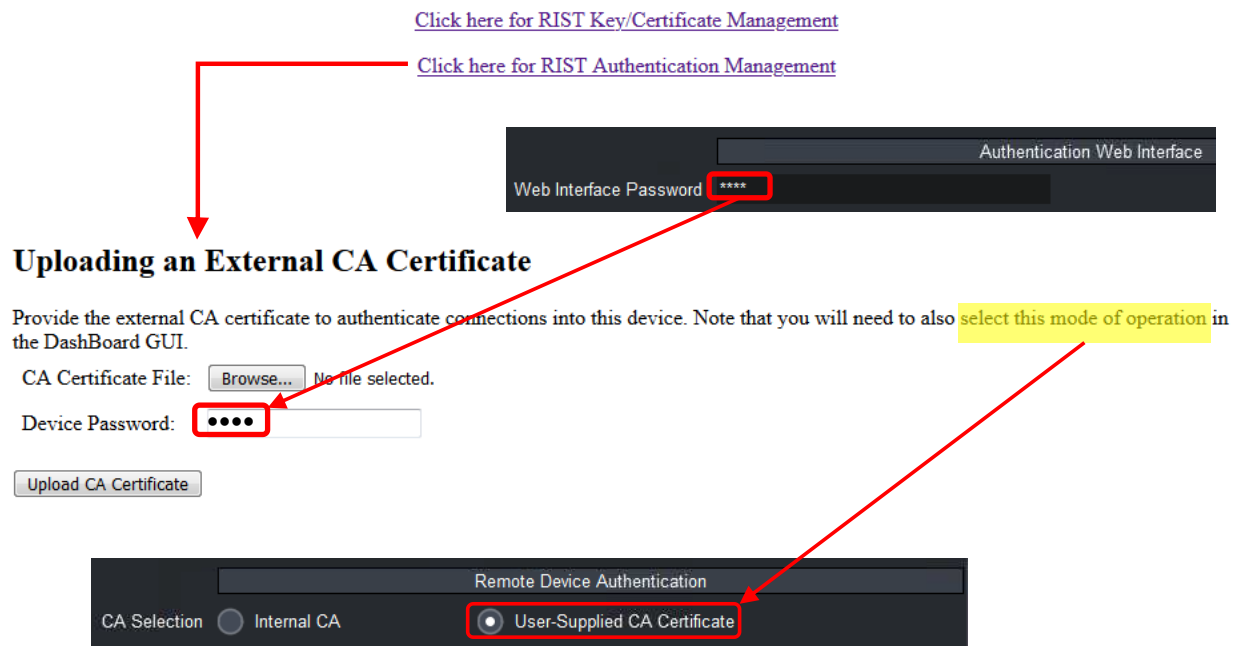 Click here for RIST Key/Certificate Management
Click here for RIST Authentication Management
Authentication Web Interface
Web Interface Password ****
Uploading an External CA Certificate
Provide the external CA certificate to authenticate connections into this device. Note that you will need to also select this mode of operation in
the DashBoard GUI.
CA Certificate File: Browse... No file selected.
Device Password: ●●●●
Upload CA Certificate
Remote Device Authentication
CA Selection Internal CA User-Supplied CA Certificate